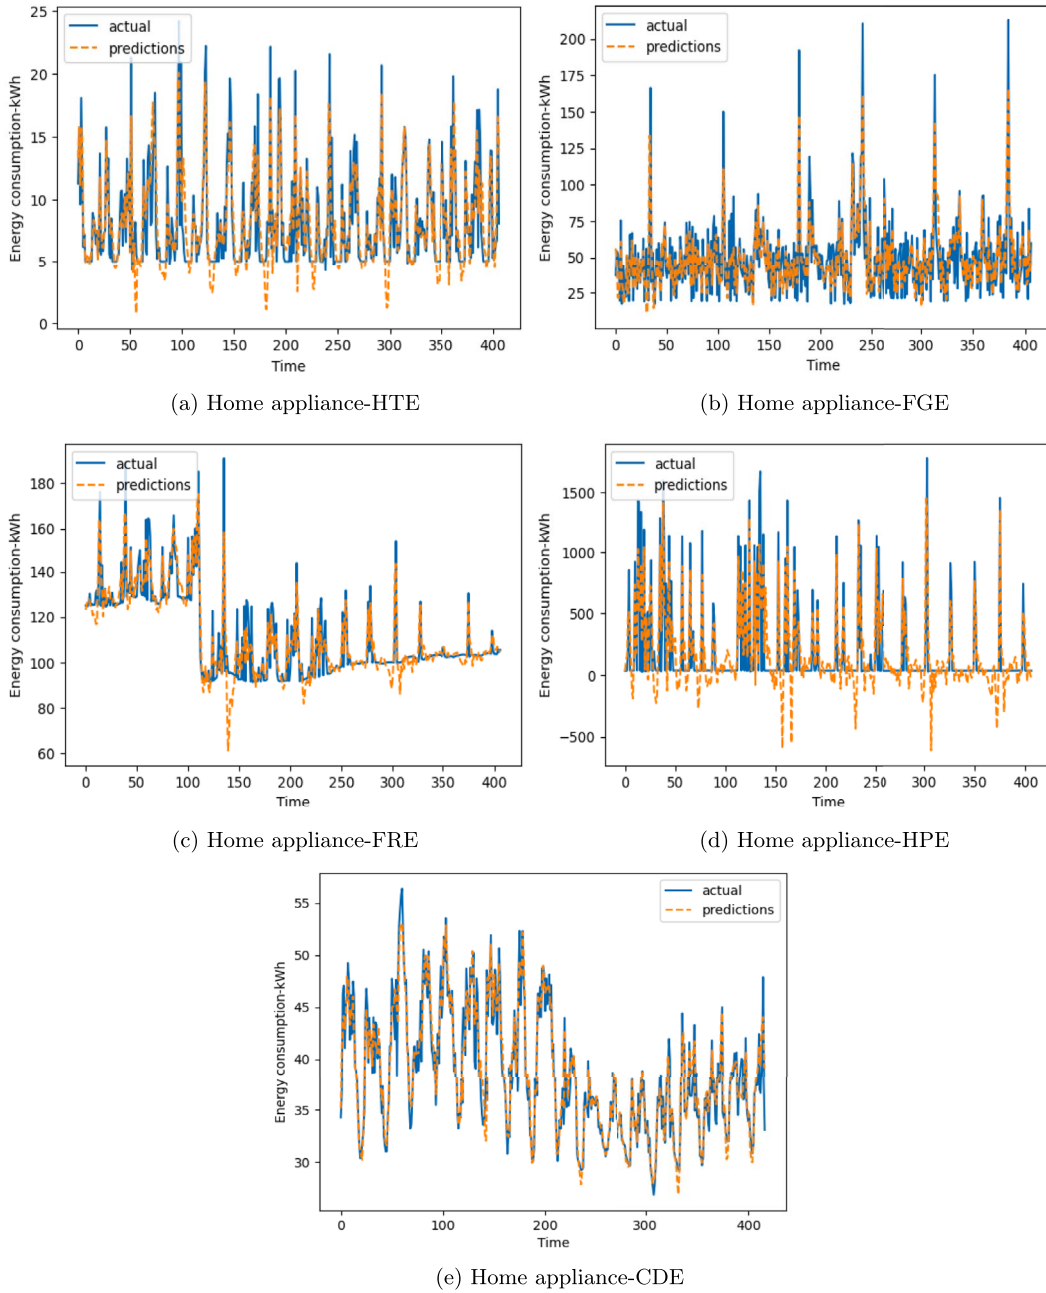 25
20
15
10
5
0
Energy consumption-kWh
actual
predictions
0 50 100 150 200 250 300 350 400
Time
(a) Home appliance-HTE
200
175
150
125
100
75
50
25
Energy consumption-kWh
actual
predictions
0 50 100 150 200 250 300 350 400
Time
(b) Home appliance-FGE
180
160
140
120
100
80
60
Energy consumption-kWh
actual
predictions
0 50 100 150 200 250 300 350 400
Time
(c) Home appliance-FRE
1500
1000
500
0
−500
Energy consumption-kWh
actual
predictions
0 50 100 150 200 250 300 350 400
Time
(d) Home appliance-HPE
55
50
45
40
35
30
Energy consumption-kWh
actual
predictions
0 100 200 300 400
Time
(e) Home appliance-CDE